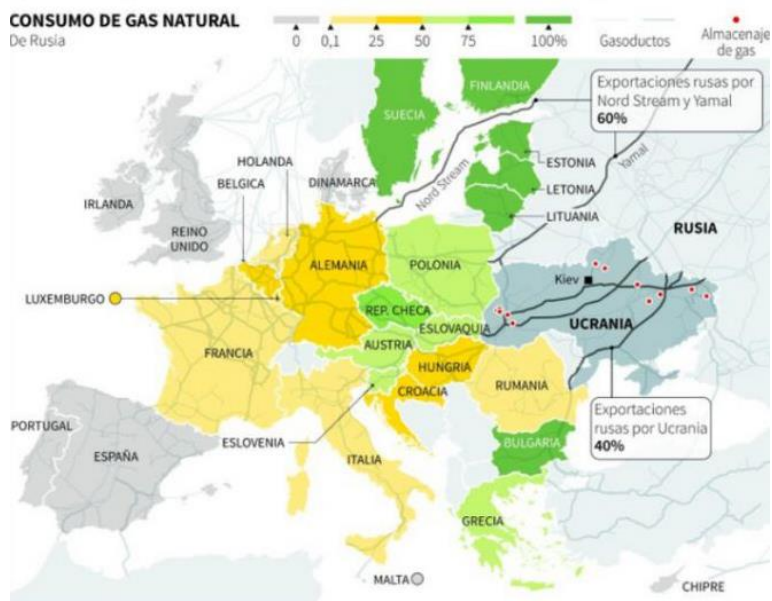 CONSUMO DE GAS NATURAL
De Rusia
0 0,1 25 50 75 100%
Gasoductos
Almacenaje
de gas
FINLANDIA
SUECIA
Exportaciones rusas por
Nord Stream y Yamal
60%
ESTONIA
LETONIA
LITUANIA
Nord Stream
Yamal
HOLANDA
BELGICA
DINAMARCA
IRLANDA
REINO
UNIDO
RUSIA
ALEMANIA
POLONIA
Kiev
LUXEMBURGO
REP. CHECA
ESLOVAQUIA
UCRANIA
AUSTRIA
FRANCIA
HUNGRIA
CROACIA
RUMANIA
Exportaciones
rusas por Ucrania
40%
PORTUGAL
ESPAÑA
ESLOVENIA
ITALIA
BULGARIA
GRECIA
MALTA
CHIPRE